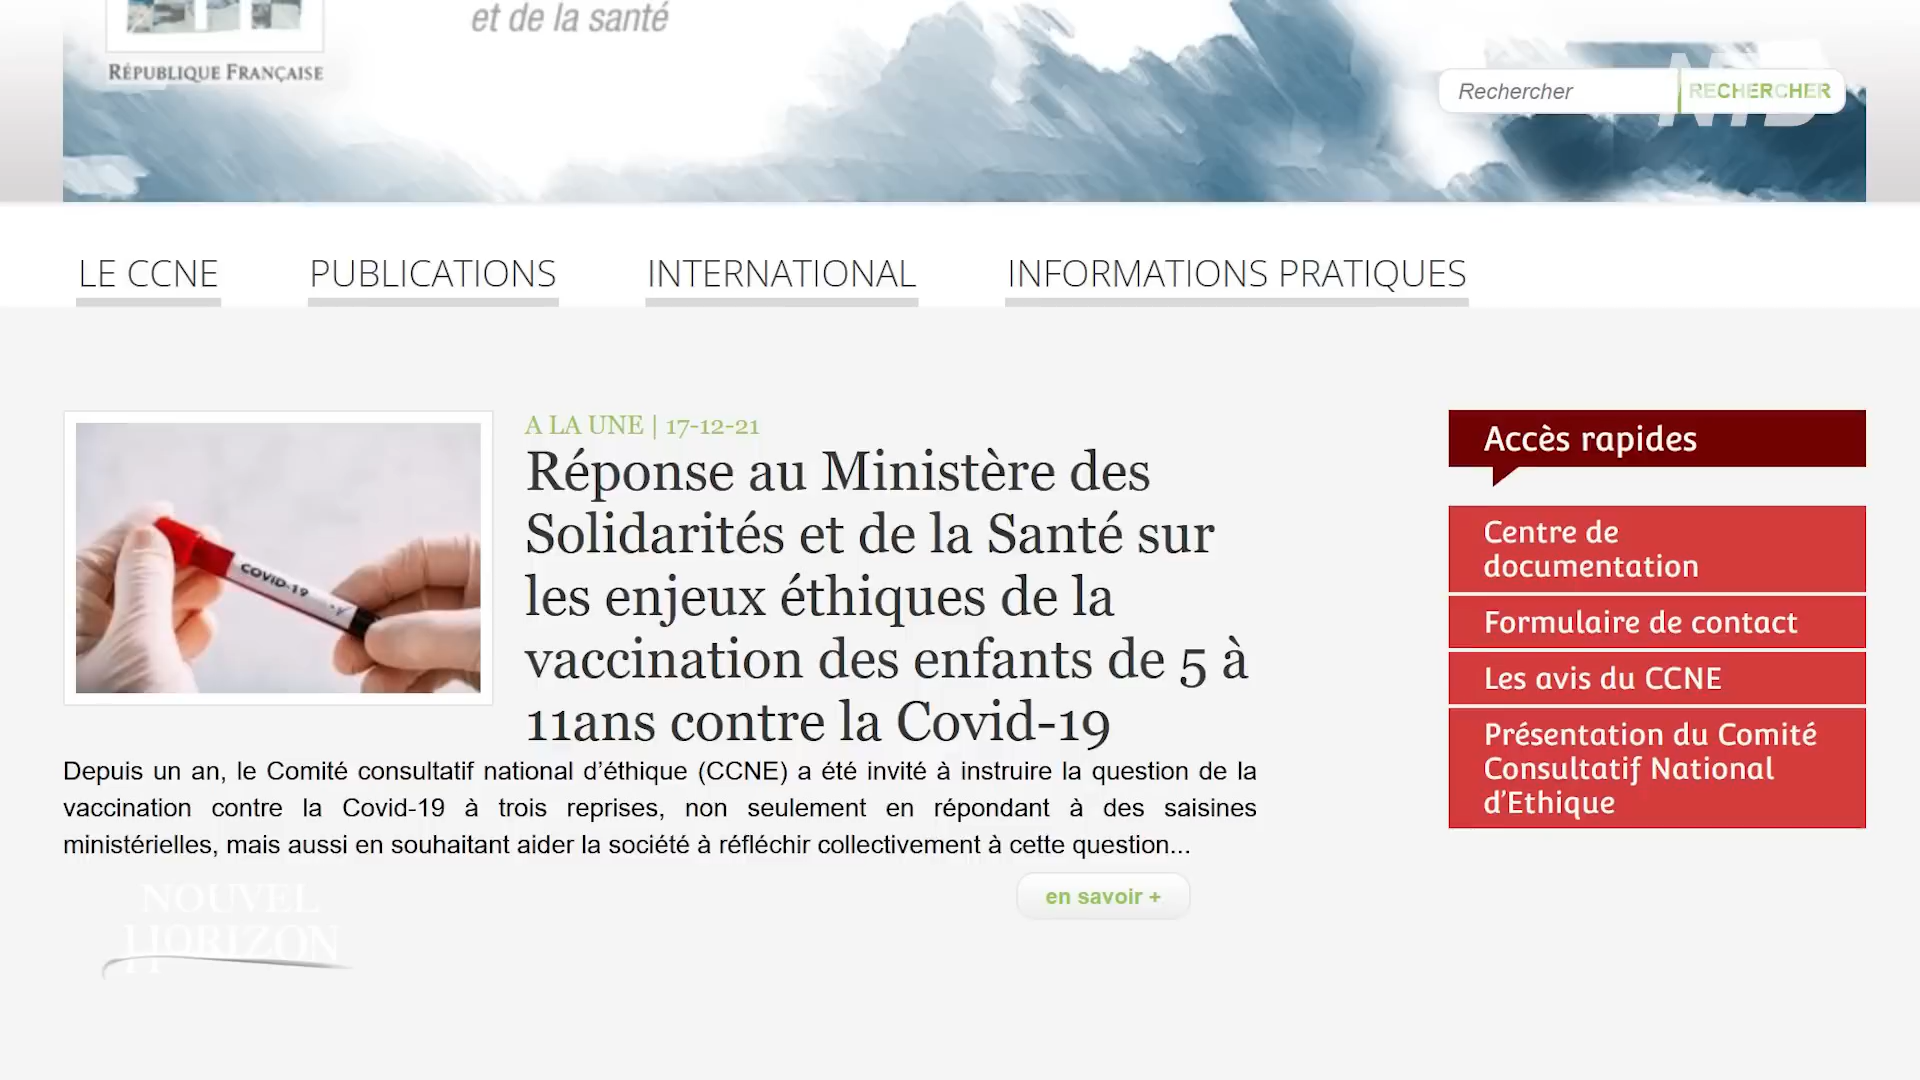 et de la santé
RÉPUBLIQUE FRANÇAISE
Rechercher
RECHERCHER
NTD
LE CCNE
PUBLICATIONS
INTERNATIONAL
INFORMATIONS PRATIQUES
A LA UNE | 17-12-21
Réponse au Ministère des
Solidarités et de la Santé sur
les enjeux éthiques de la
vaccination des enfants de 5 à
11ans contre la Covid-19
COVID-19
Depuis un an, le Comité consultatif national d’éthique (CCNE) a été invité à instruire la question de la
vaccination contre la Covid-19 à trois reprises, non seulement en répondant à des saisines
ministérielles, mais aussi en souhaitant aider la société à réfléchir collectivement à cette question...
en savoir +
Accès rapides
Centre de
documentation
Formulaire de contact
Les avis du CCNE
Présentation du Comité
Consultatif National
d’Ethique
NOUVEL
HORIZON